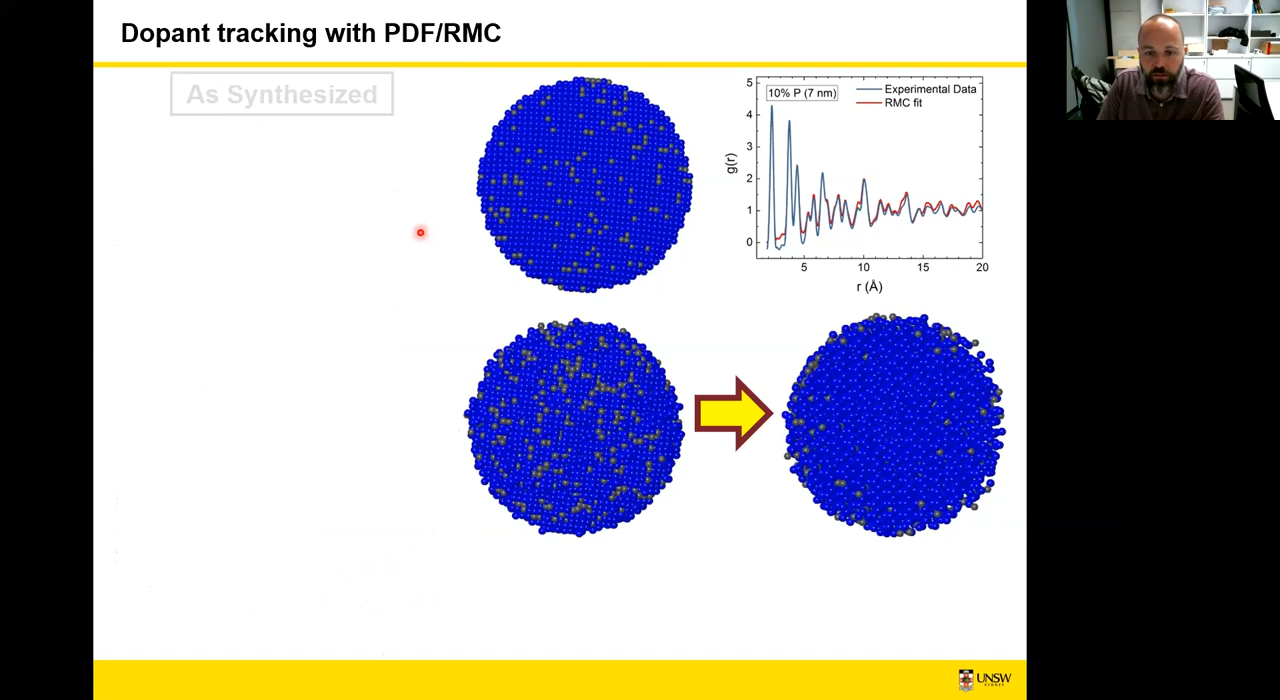 Dopant tracking with PDF/RMC
As Synthesized
10% P (7 nm)
Experimental Data
RMC fit
g(r)
5
4
3
2
1
0
5 10 15 20
r (Å)
UNSW
SYDNEY